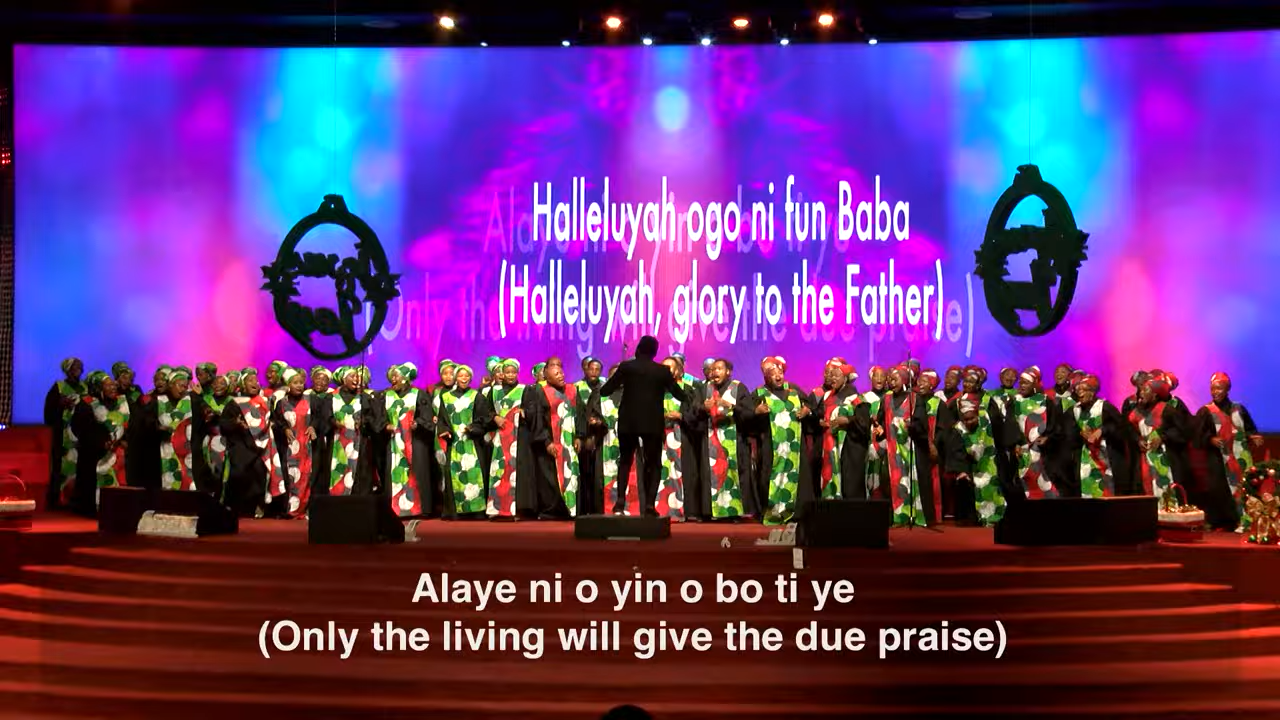 Halleluyah ogo ni fun Baba
(Halleluyah, glory to the Father)
Alaye ni o yin o bo ti ye
(Only the living will give the due praise)